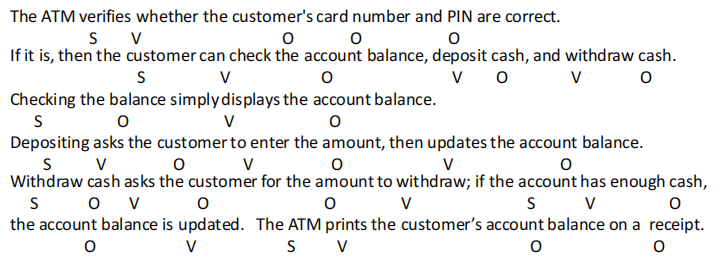 The ATM verifies whether the customer's card number and PIN are correct.
S V O O O
If it is, then the customer can check the account balance, deposit cash, and withdraw cash.
S V O V O V O
Checking the balance simply displays the account balance.
S O V O
Depositing asks the customer to enter the amount, then updates the account balance.
S V O V O V O
Withdraw cash asks the customer for the amount to withdraw; if the account has enough cash,
S O V O O V S V O
the account balance is updated. The ATM prints the customer’s account balance on a receipt.
O V S V O O